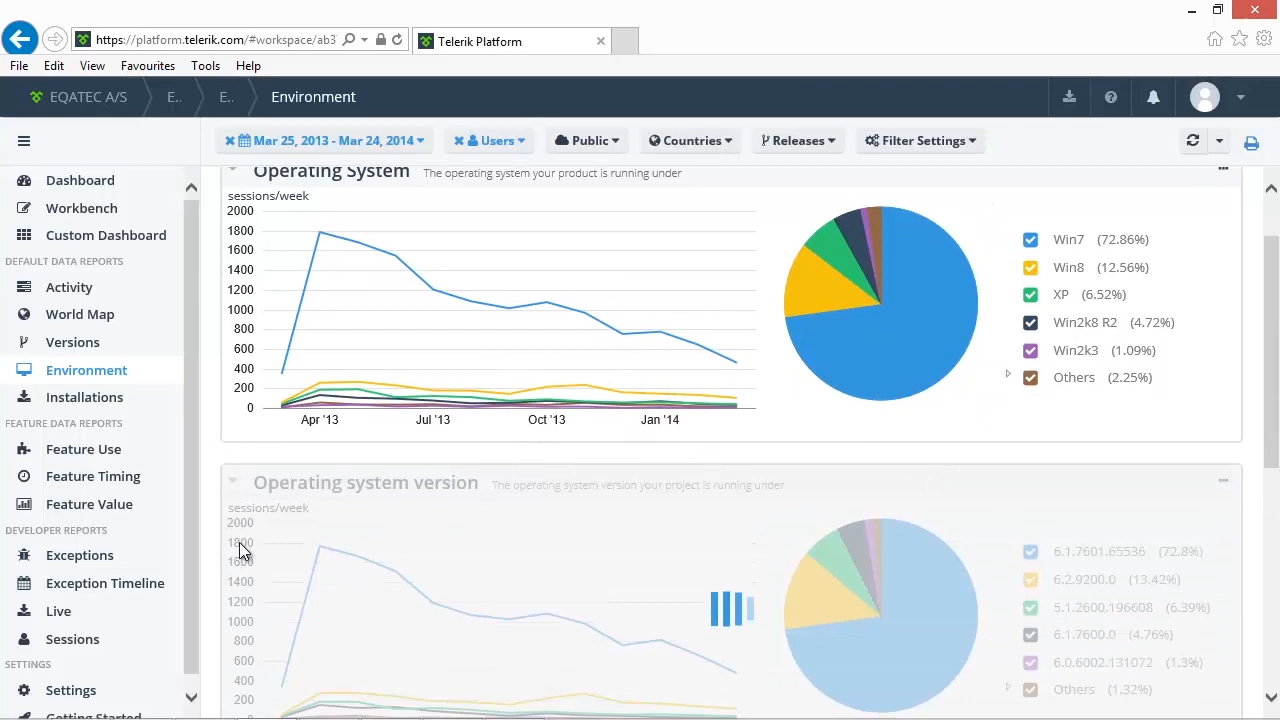 https://platform.telerik.com/#workspace/ab3
Telerik Platform
File Edit View Favourites Tools Help
EQATEC A/S E.. E.. Environment
Mar 25, 2013 - Mar 24, 2014 Users Public Countries Releases Filter Settings
Dashboard
Workbench
Custom Dashboard
DEFAULT DATA REPORTS
Activity
World Map
Versions
Environment
Installations
FEATURE DATA REPORTS
Feature Use
Feature Timing
Feature Value
DEVELOPER REPORTS
Exceptions
Exception Timeline
Live
Sessions
SETTINGS
Settings
Getting Started
Operating System The operating system your product is running under
sessions/week
2000
1800
1600
1400
1200
1000
800
600
400
200
0
Apr '13 Jul '13 Oct '13 Jan '14
Win7 (72.86%)
Win8 (12.56%)
XP (6.52%)
Win2k8 R2 (4.72%)
Win2k3 (1.09%)
Others (2.25%)
Operating system version The operating system version your project is running under
sessions/week
2000
1800
1600
1400
1200
1000
800
600
400
200
6.1.7601.65536 (72.8%)
6.2.9200.0 (13.42%)
5.1.2600.196608 (6.39%)
6.1.7600.0 (4.76%)
6.0.6002.131072 (1.3%)
Others (1.32%)